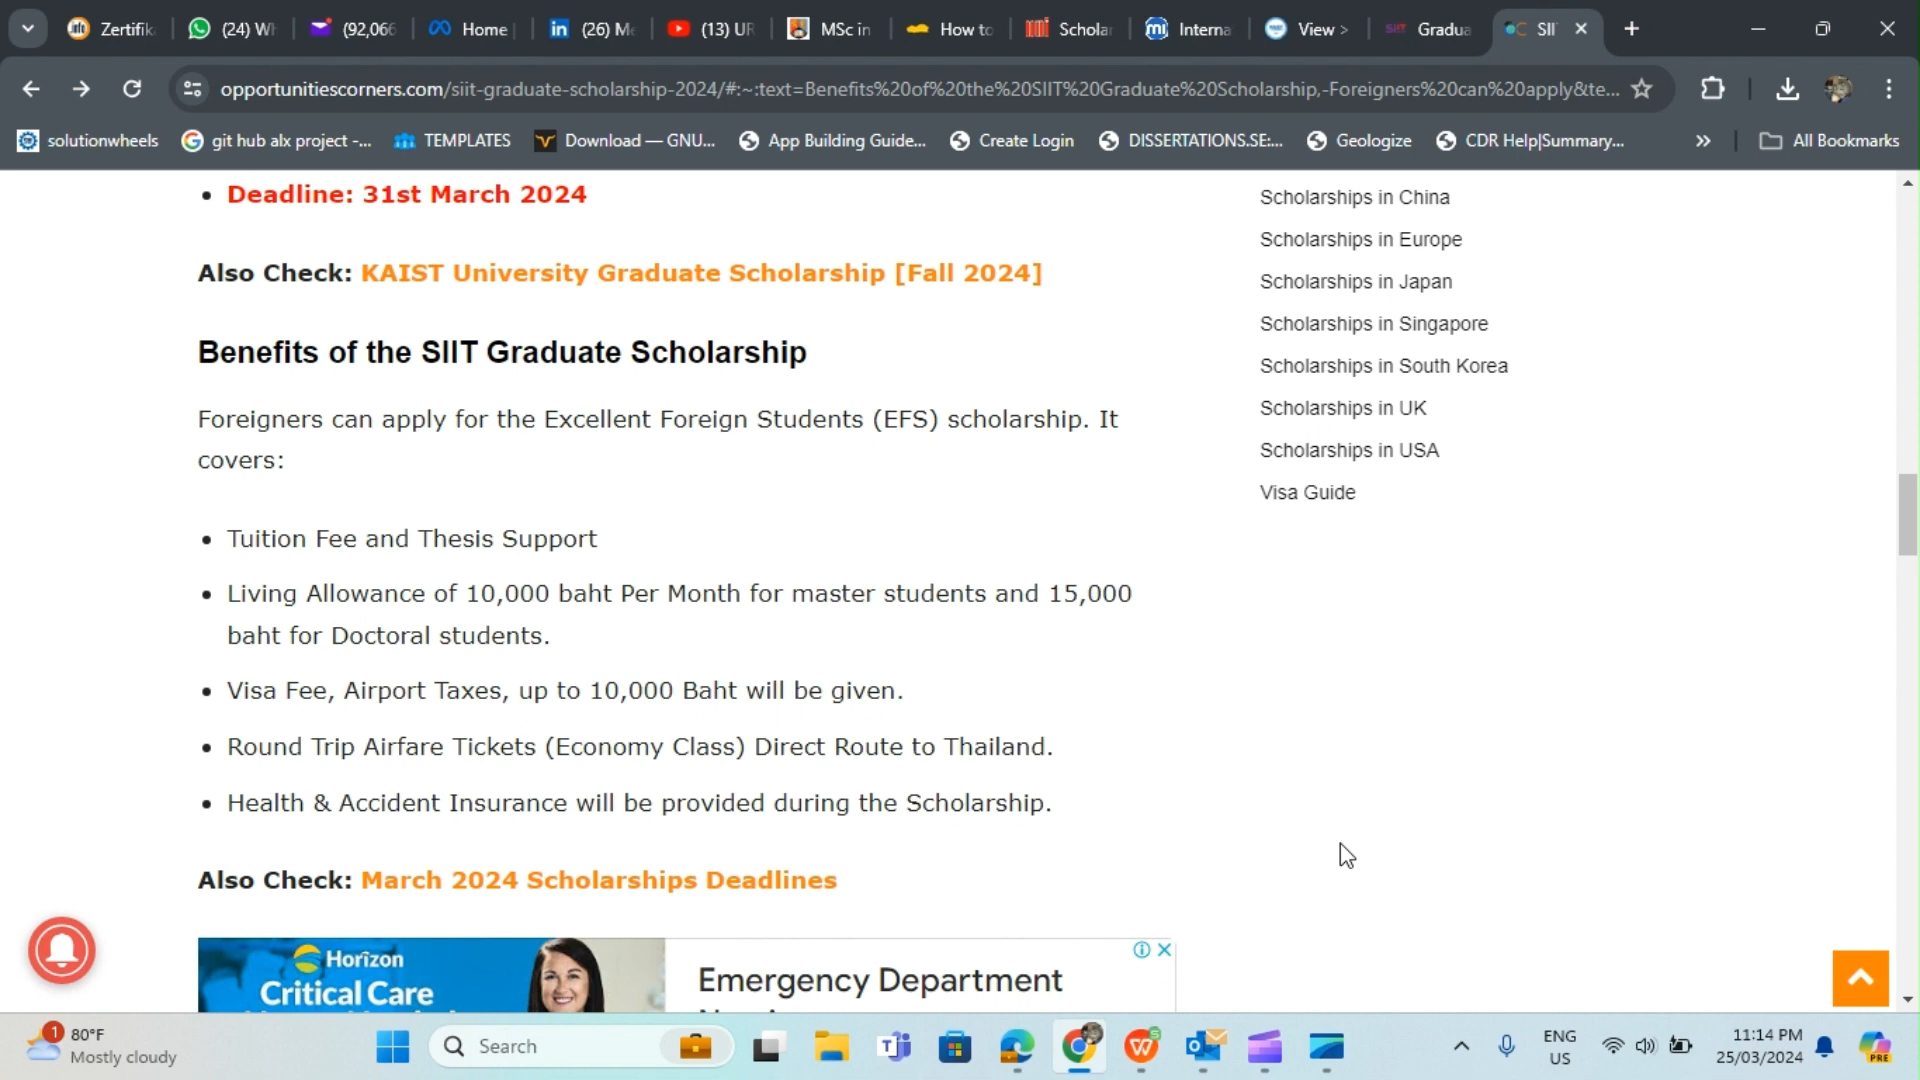 Zertifik
(24) Wh
(92,066
Home
(26) Me
(13) UR
MSc in
How to
Scholar
Interna
View >
Gradua
SIIT
opportunitiescorners.com/siit-graduate-scholarship-2024/#:~:text=Benefits%20of%20the%20SIIT%20Graduate%20Scholarship,-Foreigners%20can%20apply&te...
solutionwheels
git hub alx project -...
TEMPLATES
Download — GNU...
App Building Guide...
Create Login
DISSERTATIONS.SE:...
Geologize
CDR Help|Summary...
All Bookmarks
Deadline: 31st March 2024
Also Check: KAIST University Graduate Scholarship [Fall 2024]
Benefits of the SIIT Graduate Scholarship
Foreigners can apply for the Excellent Foreign Students (EFS) scholarship. It
covers:
Tuition Fee and Thesis Support
Living Allowance of 10,000 baht Per Month for master students and 15,000
baht for Doctoral students.
Visa Fee, Airport Taxes, up to 10,000 Baht will be given.
Round Trip Airfare Tickets (Economy Class) Direct Route to Thailand.
Health & Accident Insurance will be provided during the Scholarship.
Also Check: March 2024 Scholarships Deadlines
Horizon
Critical Care
Emergency Department
Scholarships in China
Scholarships in Europe
Scholarships in Japan
Scholarships in Singapore
Scholarships in South Korea
Scholarships in UK
Scholarships in USA
Visa Guide
1
80°F
Mostly cloudy
Search
ENG
US
11:14 PM
25/03/2024
PRE